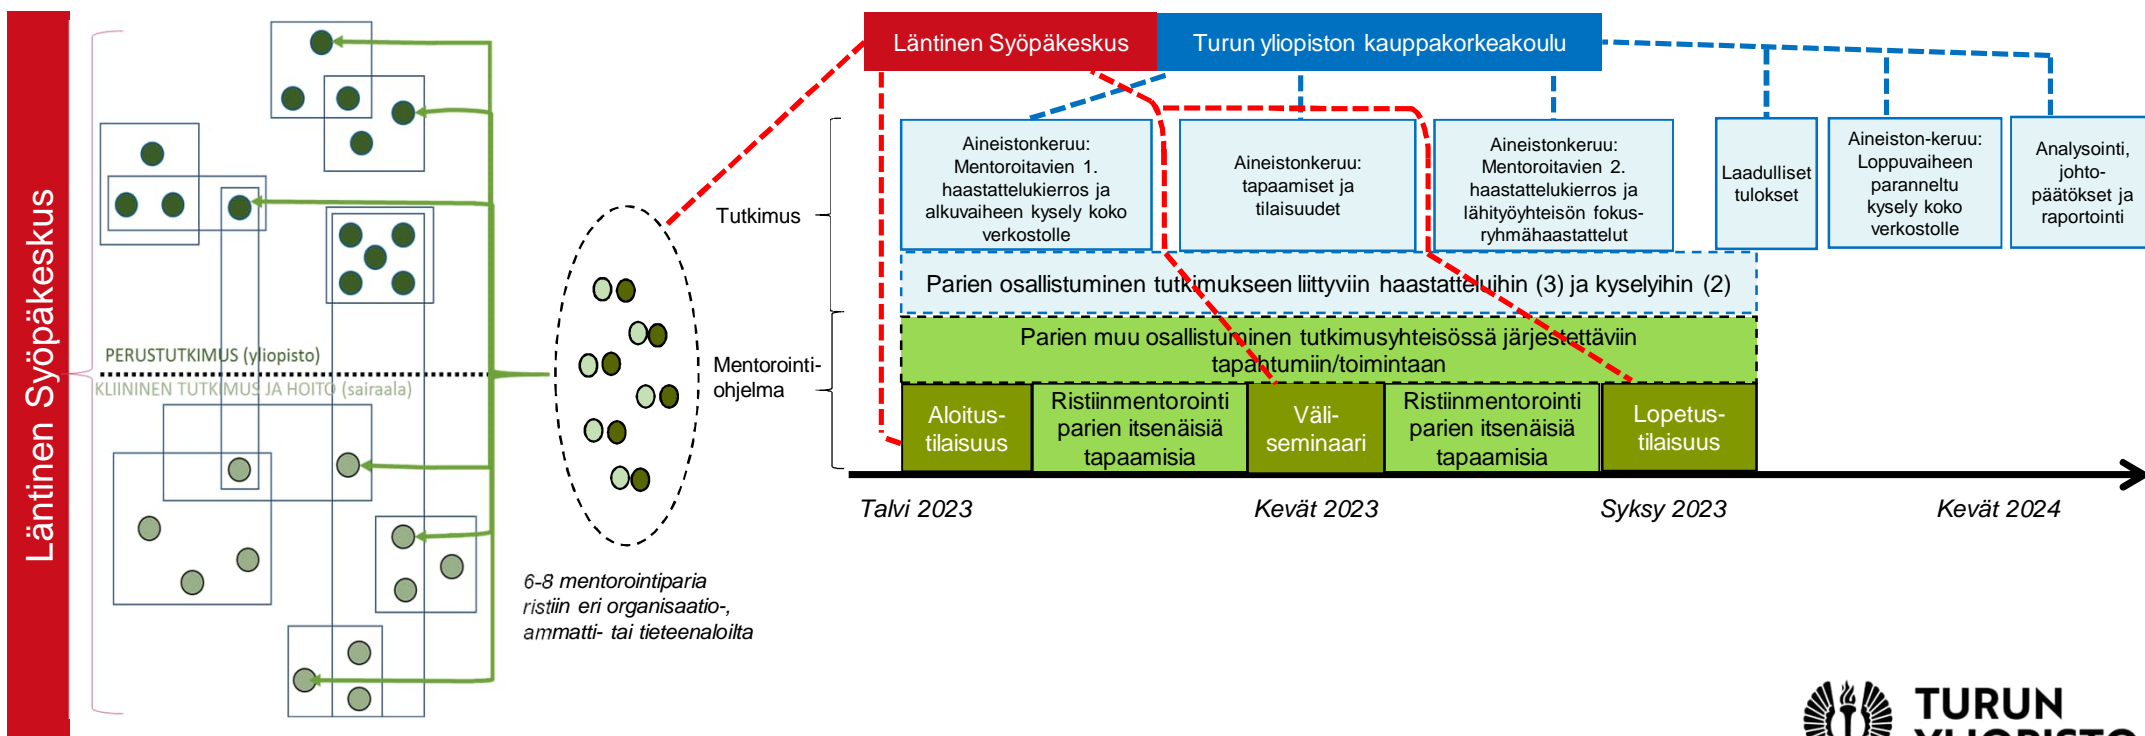 Läntinen Syöpäkeskus
PERUSTUTKIMUS (yliopisto)
KLIININEN TUTKIMUS JA HOITO (sairaala)
6-8 mentorointiparia
ristiin eri organisaatio-,
ammatti- tai tieteenaloilta
Läntinen Syöpäkeskus
Turun yliopiston kauppakorkeakoulu
Tutkimus
Aineistonkeruu:
Mentoroitavien 1.
haastattelukierros ja
alkuvaiheen kysely koko
verkostolle
Aineistonkeruu:
tapaamiset ja
tilaisuudet
Aineistonkeruu:
Mentoroitavien 2.
haastattelukierros ja
lähityöyhteisön fokus-
ryhmähaastattelut
Laadulliset
tulokset
Aineiston-keruu:
Loppuvaiheen
paranneltu
kysely koko
verkostolle
Analysointi,
johto-
päätökset ja
raportointi
Parien osallistuminen tutkimukseen liittyviin haastatteluihin (3) ja kyselyihin (2)
Mentorointi-
ohjelma
Parien muu osallistuminen tutkimusyhteisössä järjestettäviin
tapahtumiin/toimintaan
Aloitus-
tilaisuus
Ristiinmentorointi
parien itsenäisiä
tapaamisia
Väli-
seminaari
Ristiinmentorointi
parien itsenäisiä
tapaamisia
Lopetus-
tilaisuus
Talvi 2023
Kevät 2023
Syksy 2023
Kevät 2024
TURUN
YLIOPISTO